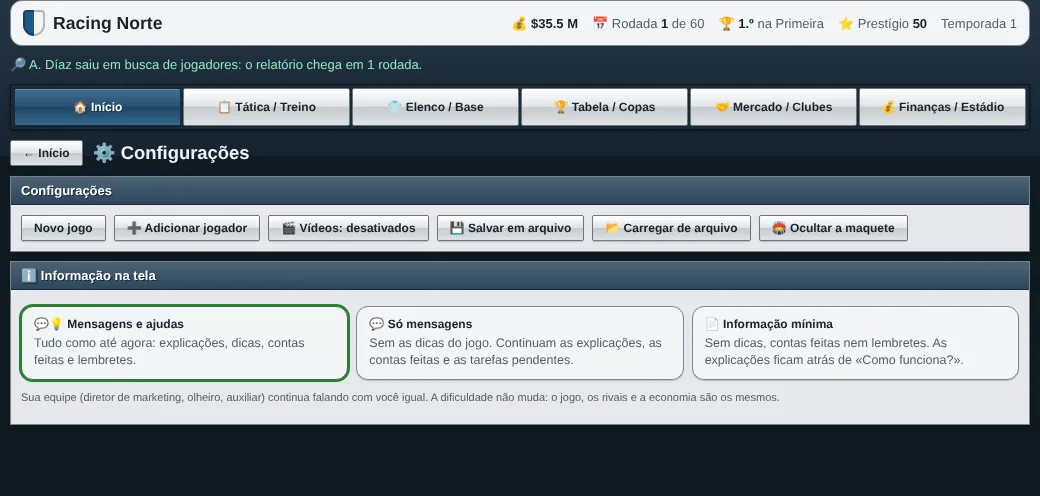 Racing Norte
💰 $35.5 M 📅 Rodada 1 de 60 🏆 1.º na Primeira ⭐ Prestígio 50 Temporada 1
🔎 A. Díaz saiu em busca de jogadores: o relatório chega em 1 rodada.
🏠 Início
📋 Tática / Treino
👕 Elenco / Base
🏆 Tabela / Copas
🤝 Mercado / Clubes
💰 Finanças / Estádio
← Início
⚙️ Configurações
Configurações
Novo jogo
➕ Adicionar jogador
🎬 Vídeos: desativados
💾 Salvar em arquivo
📂 Carregar de arquivo
🏟️ Ocultar a maquete
ℹ️ Informação na tela
💬💡 Mensagens e ajudas
Tudo como até agora: explicações, dicas, contas
feitas e lembretes.
💬 Só mensagens
Sem as dicas do jogo. Continuam as explicações, as
contas feitas e as tarefas pendentes.
📄 Informação mínima
Sem dicas, contas feitas nem lembretes. As
explicações ficam atrás de «Como funciona?».
Sua equipe (diretor de marketing, olheiro, auxiliar) continua falando com você igual. A dificuldade não muda: o jogo, os rivais e a economia são os mesmos.